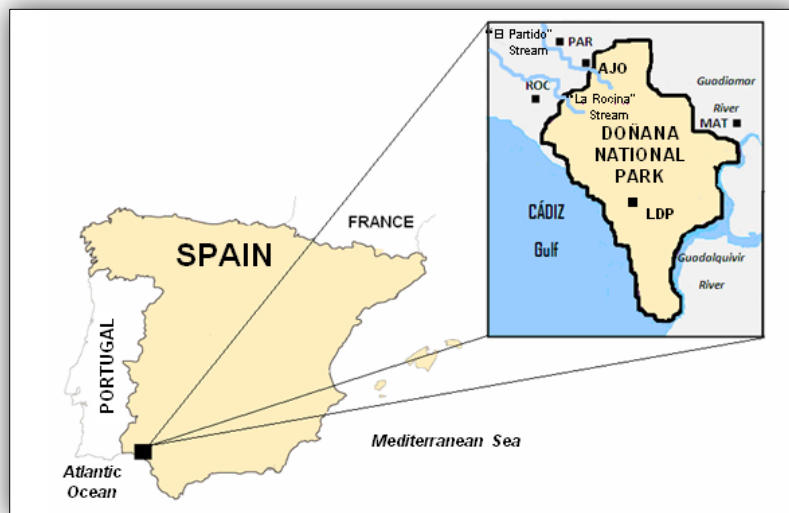 "El Partido"
Stream
PAR
AJO
ROC
"La Rocina"
Stream
Guadiamar
River
MAT
DOÑANA
NATIONAL
PARK
LDP
CÁDIZ
Gulf
Guadalquivir
River
FRANCE
SPAIN
PORTUGAL
Mediterranean Sea
Atlantic
Ocean